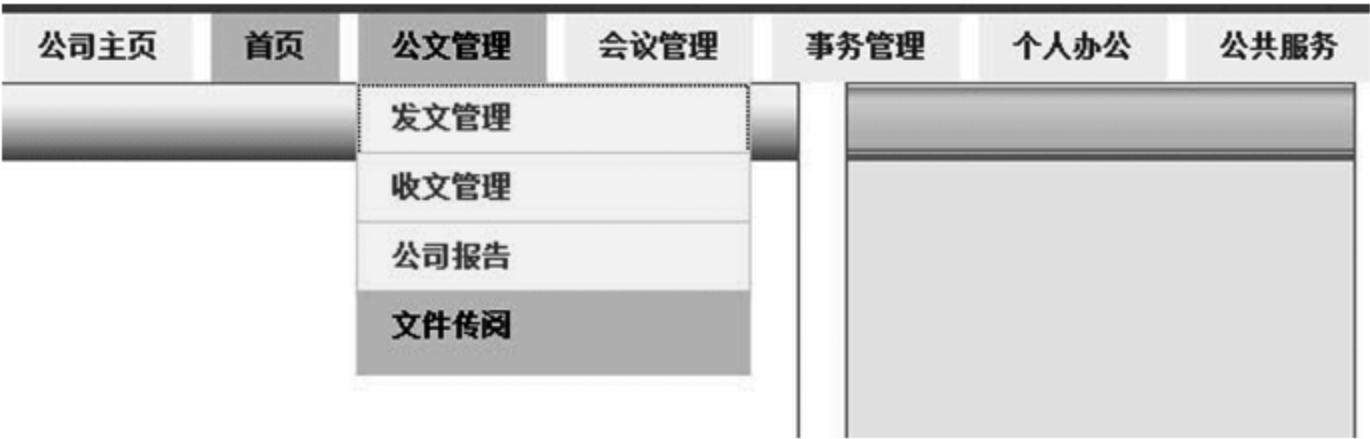 公司主页 首页 公文管理 会议管理 事务管理 个人办公 公共服务
发文管理
收文管理
公司报告
文件传阅